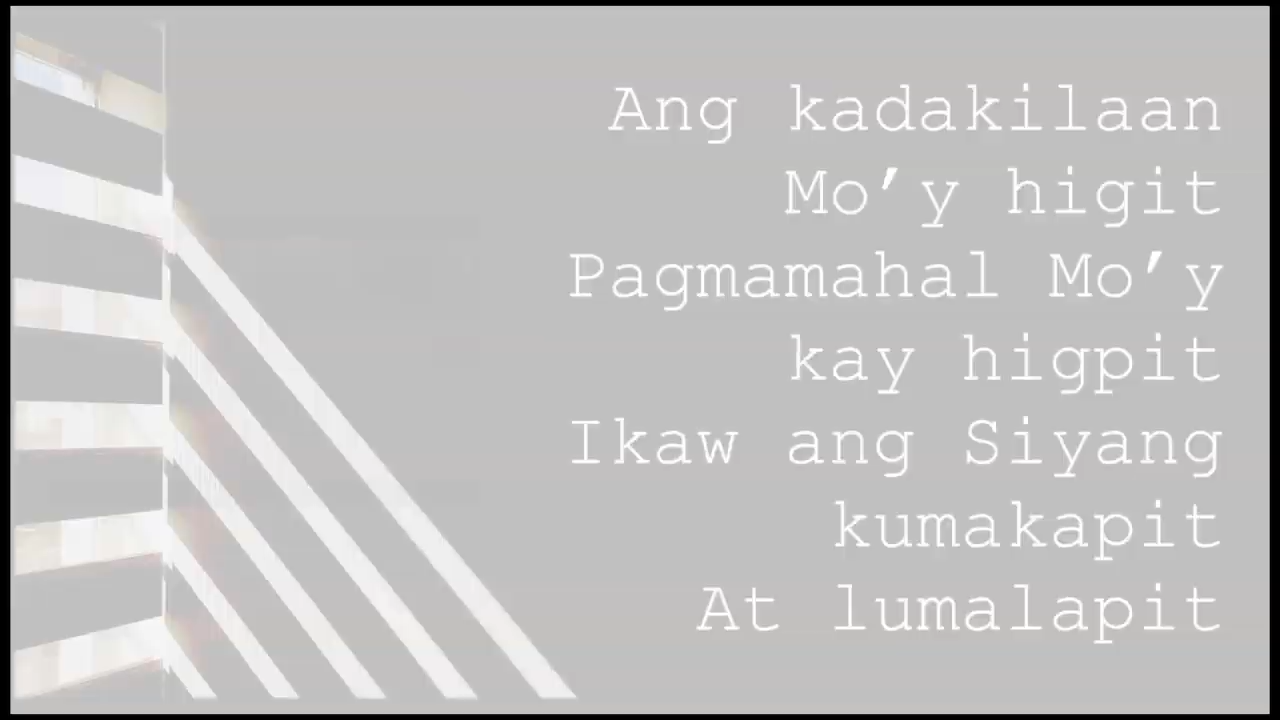 Ang kadakilaan
Mo’y higit
Pagmamahal Mo’y
kay higpit
Ikaw ang Siyang
kumakapit
At lumalapit